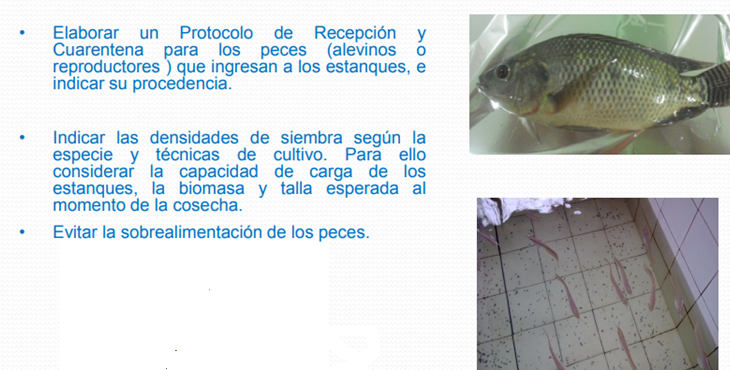 • Elaborar un Protocolo de Recepción y
Cuarentena para los peces (alevinos o
reproductores ) que ingresan a los estanques, e
indicar su procedencia.
• Indicar las densidades de siembra según la
especie y técnicas de cultivo. Para ello
considerar la capacidad de carga de los
estanques, la biomasa y talla esperada al
momento de la cosecha.
• Evitar la sobrealimentación de los peces.